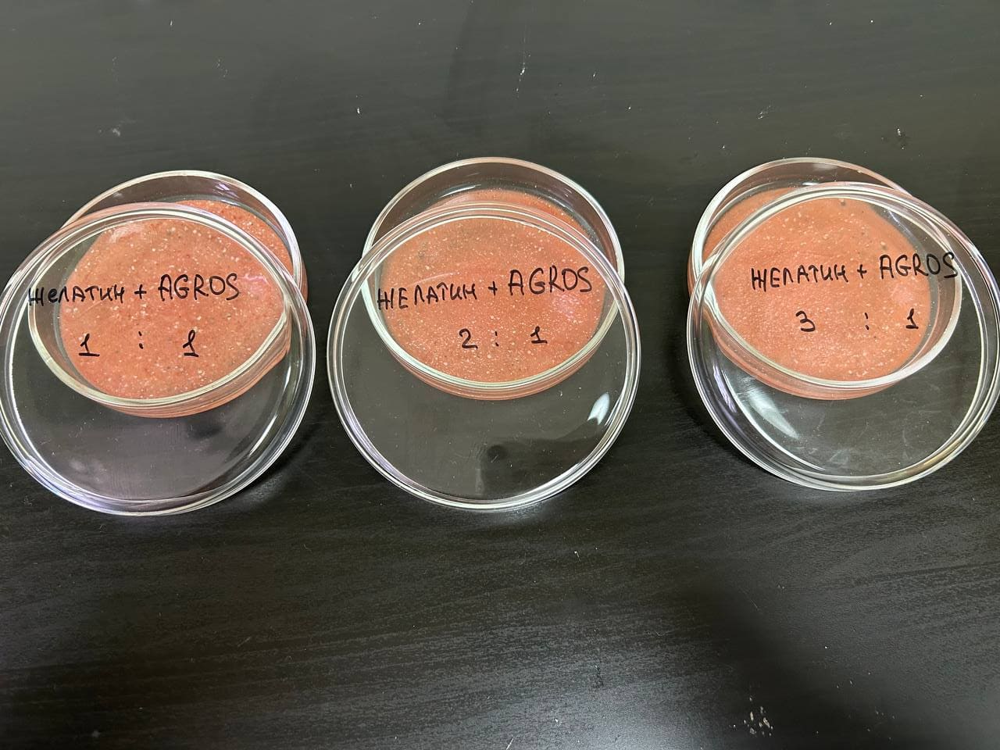 Желатин + AGROS
1 : 1
ЖЕЛАТИН + AGROS
2 : 1
ЖЕЛАТИН + AGROS
3 : 1